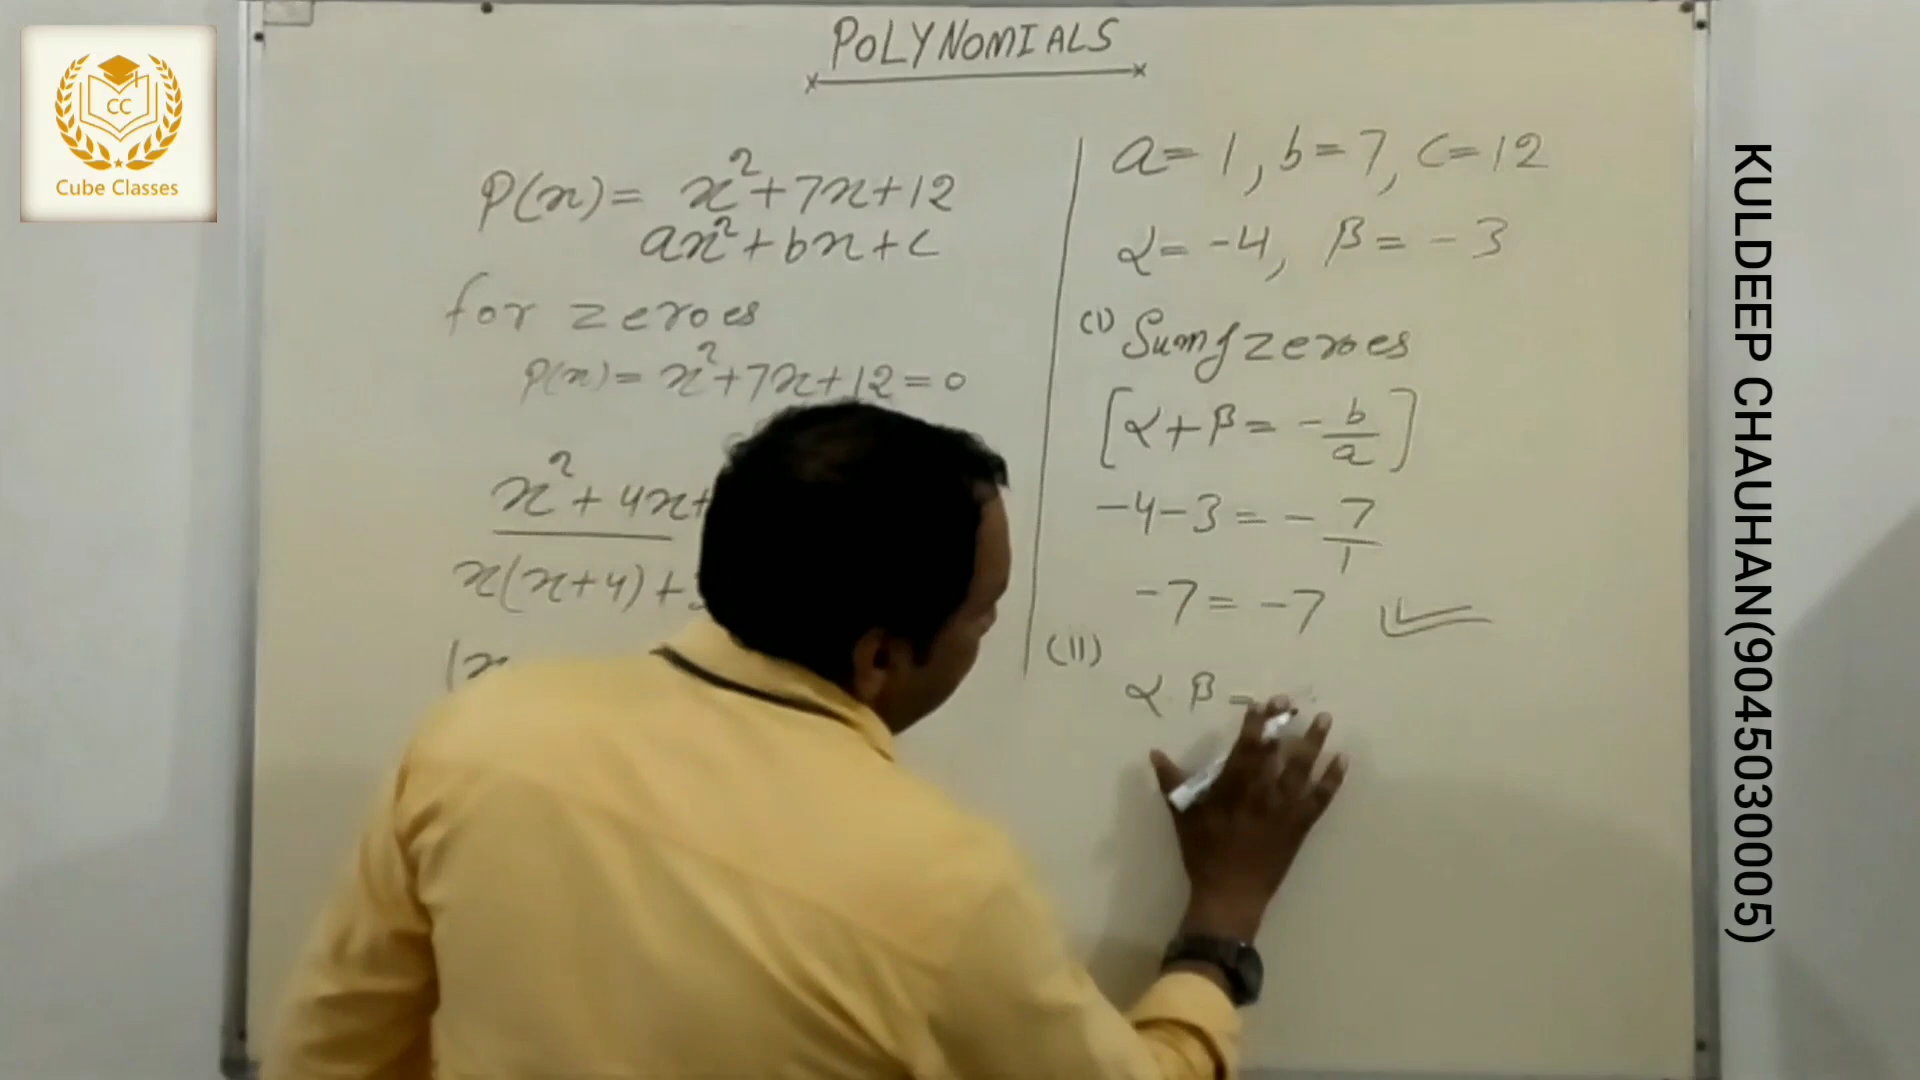 CC
Cube Classes
POLYNOMIALS
P(x) = x² + 7x + 12
ax² + bx + c
for zeroes
P(x) = x² + 7x + 12 = 0
x² + 4x +
x(x+4) +
(x
a = 1, b = 7, c = 12
α = -4, β = -3
(i) Sum of zeroes
[α + β = -b/a]
-4-3 = -7/1
-7 = -7
(ii)
α . β =
KULDEEP CHAUHAN(9045030005)